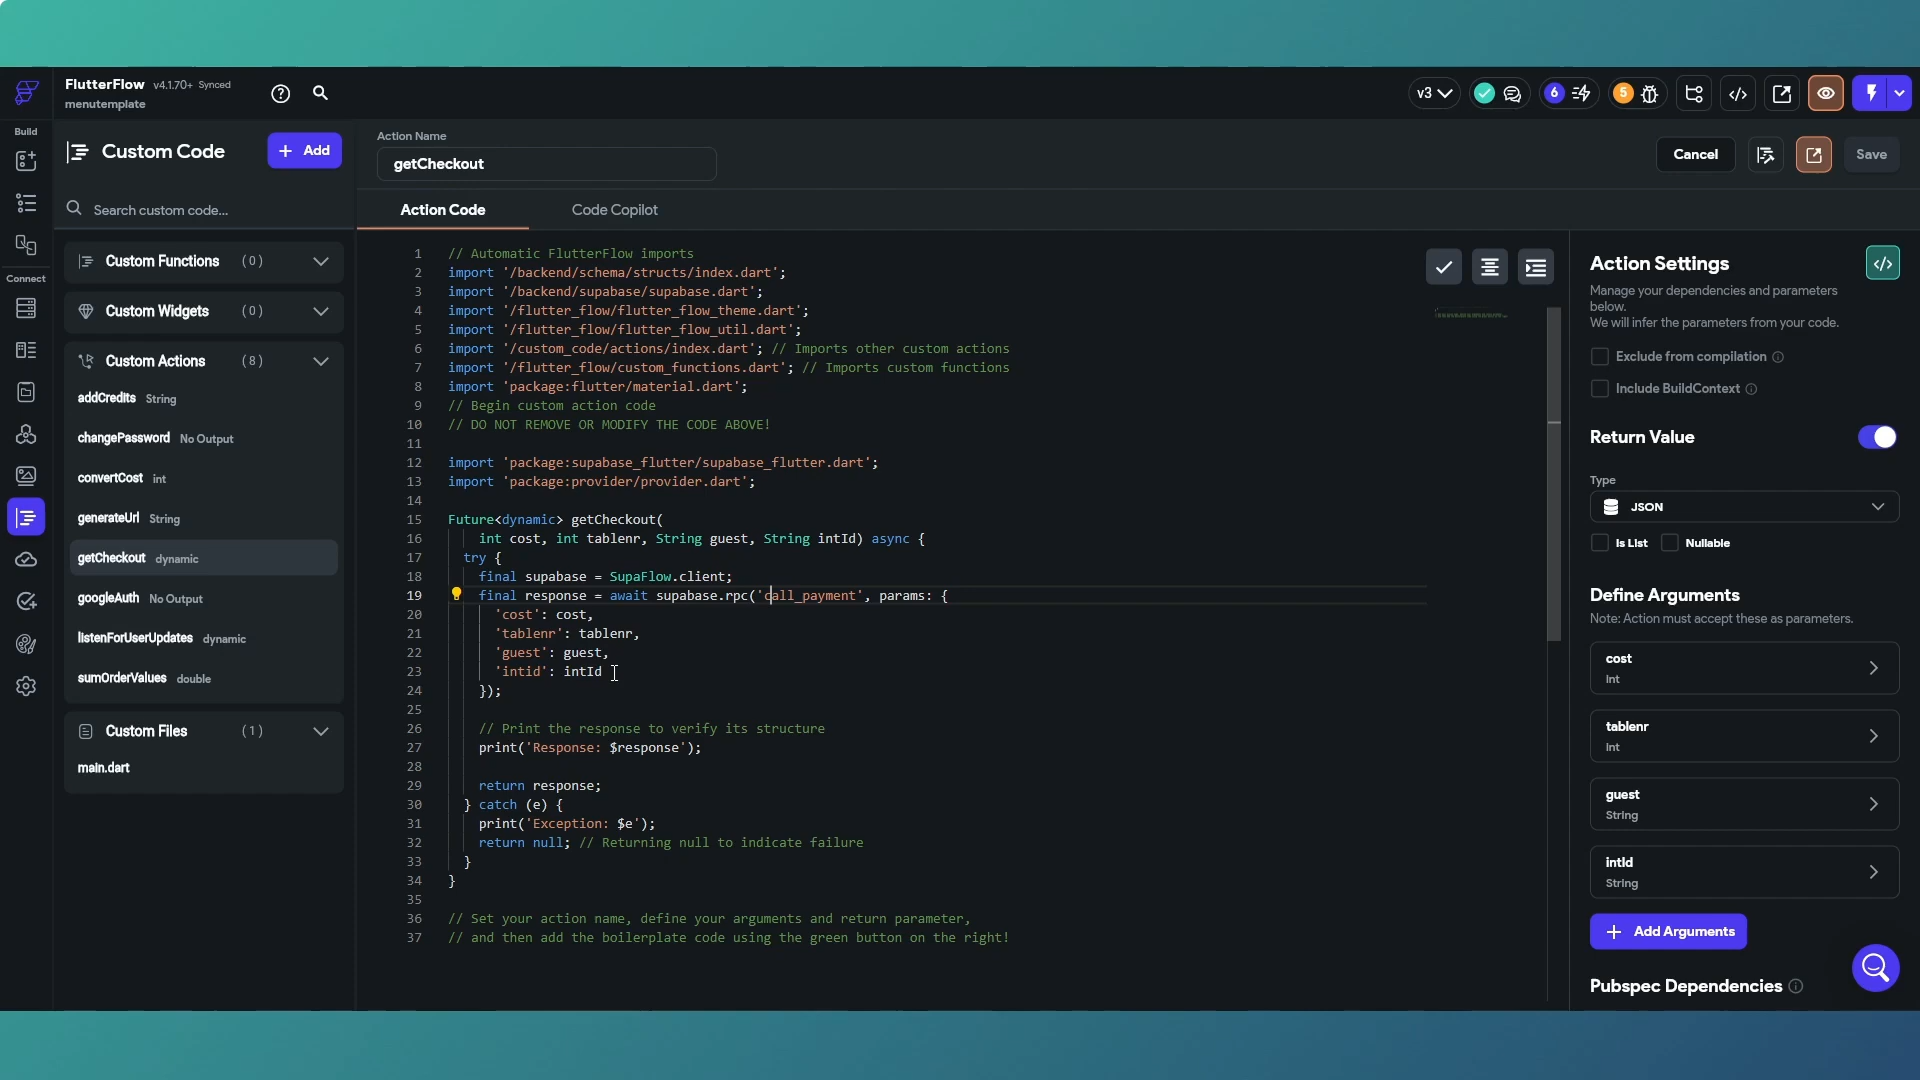 FlutterFlow v4.1.70+ Synced
menutemplate
v3
6
5
Build
Connect
Custom Code
+ Add
Search custom code...
Custom Functions (0)
Custom Widgets (0)
Custom Actions (8)
addCredits String
changePassword No Output
convertCost int
generateUrl String
getCheckout dynamic
googleAuth No Output
listenForUserUpdates dynamic
sumOrderValues double
Custom Files (1)
main.dart
Action Name
getCheckout
Cancel
Save
Action Code
Code Copilot
1 // Automatic FlutterFlow imports
2 import '/backend/schema/structs/index.dart';
3 import '/backend/supabase/supabase.dart';
4 import '/flutter_flow/flutter_flow_theme.dart';
5 import '/flutter_flow/flutter_flow_util.dart';
6 import '/custom_code/actions/index.dart'; // Imports other custom actions
7 import '/flutter_flow/custom_functions.dart'; // Imports custom functions
8 import 'package:flutter/material.dart';
9 // Begin custom action code
10 // DO NOT REMOVE OR MODIFY THE CODE ABOVE!
11
12 import 'package:supabase_flutter/supabase_flutter.dart';
13 import 'package:provider/provider.dart';
14
15 Future<dynamic> getCheckout(
16 int cost, int tablenr, String guest, String intId) async {
17 try {
18 final supabase = SupaFlow.client;
19 final response = await supabase.rpc('call_payment', params: {
20 'cost': cost,
21 'tablenr': tablenr,
22 'guest': guest,
23 'intid': intId
24 });
25
26 // Print the response to verify its structure
27 print('Response: $response');
28
29 return response;
30 } catch (e) {
31 print('Exception: $e');
32 return null; // Returning null to indicate failure
33 }
34 }
35
36 // Set your action name, define your arguments and return parameter,
37 // and then add the boilerplate code using the green button on the right!
Action Settings
Manage your dependencies and parameters
below.
We will infer the parameters from your code.
Exclude from compilation
Include BuildContext
Return Value
Type
JSON
Is List
Nullable
Define Arguments
Note: Action must accept these as parameters.
cost
Int
tablenr
Int
guest
String
intId
String
+ Add Arguments
Pubspec Dependencies